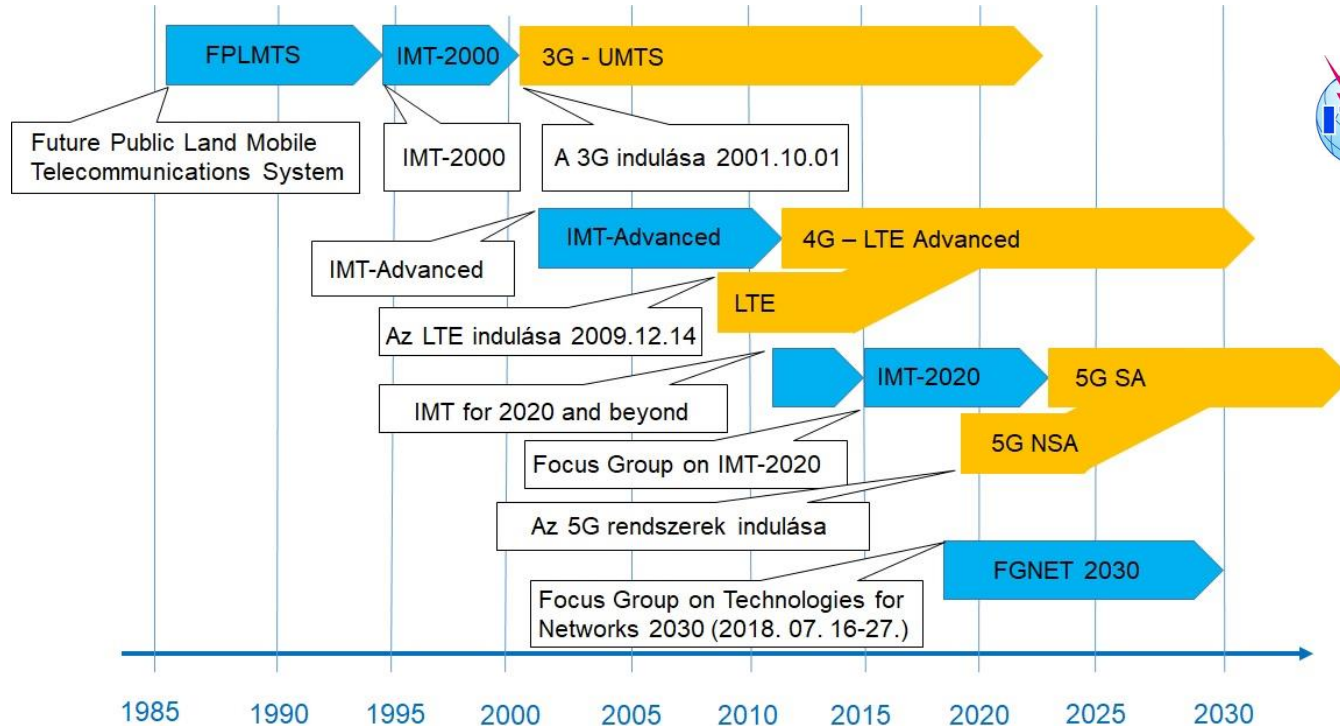 FPLMTS
IMT-2000
3G - UMTS
Future Public Land Mobile
Telecommunications System
IMT-2000
A 3G indulása 2001.10.01
IMT-Advanced
4G – LTE Advanced
IMT-Advanced
LTE
Az LTE indulása 2009.12.14
IMT-2020
5G SA
IMT for 2020 and beyond
Focus Group on IMT-2020
5G NSA
Az 5G rendszerek indulása
FGNET 2030
Focus Group on Technologies for
Networks 2030 (2018. 07. 16-27.)
1985 1990 1995 2000 2005 2010 2015 2020 2025 2030